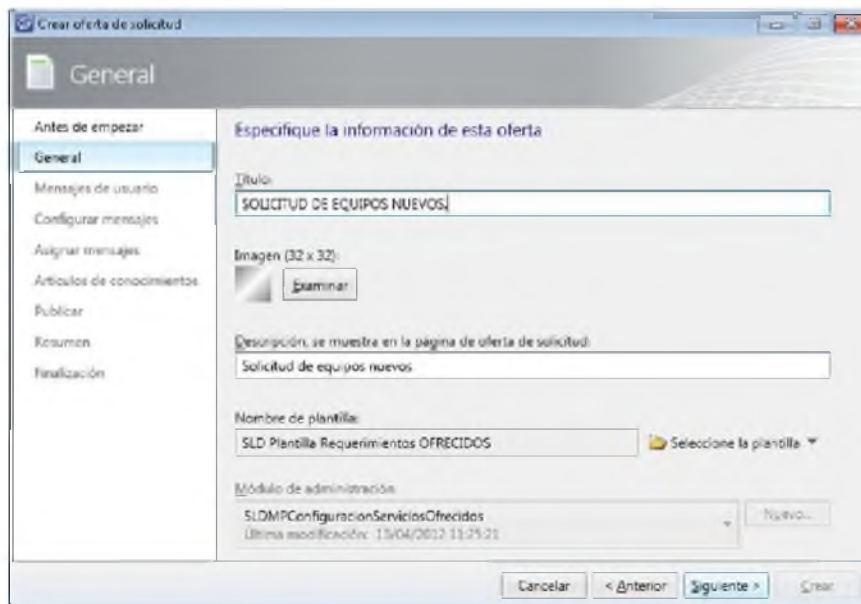 Crear oferta de solicitud
General
Antes de empezar
General
Mensajes de usuario
Configurar mensajes
Asignar mensajes
Artículos de conocimientos
Publicar
Resumen
Finalización
Especifique la información de esta oferta
Título:
SOLICITUD DE EQUIPOS NUEVOS.
Imagen (32 x 32):
Examinar
Descripción, se muestra en la página de oferta de solicitud:
Solicitud de equipos nuevos
Nombre de plantilla:
SLD Plantilla Requerimientos OFRECIDOS
Seleccione la plantilla
Módulo de administración
SLDMPConfiguracionServiciosOfrecidos
Nuevo...
Última modificación: 13/04/2012 11:25:21
Cancelar
< Anterior
Siguiente >
Crear